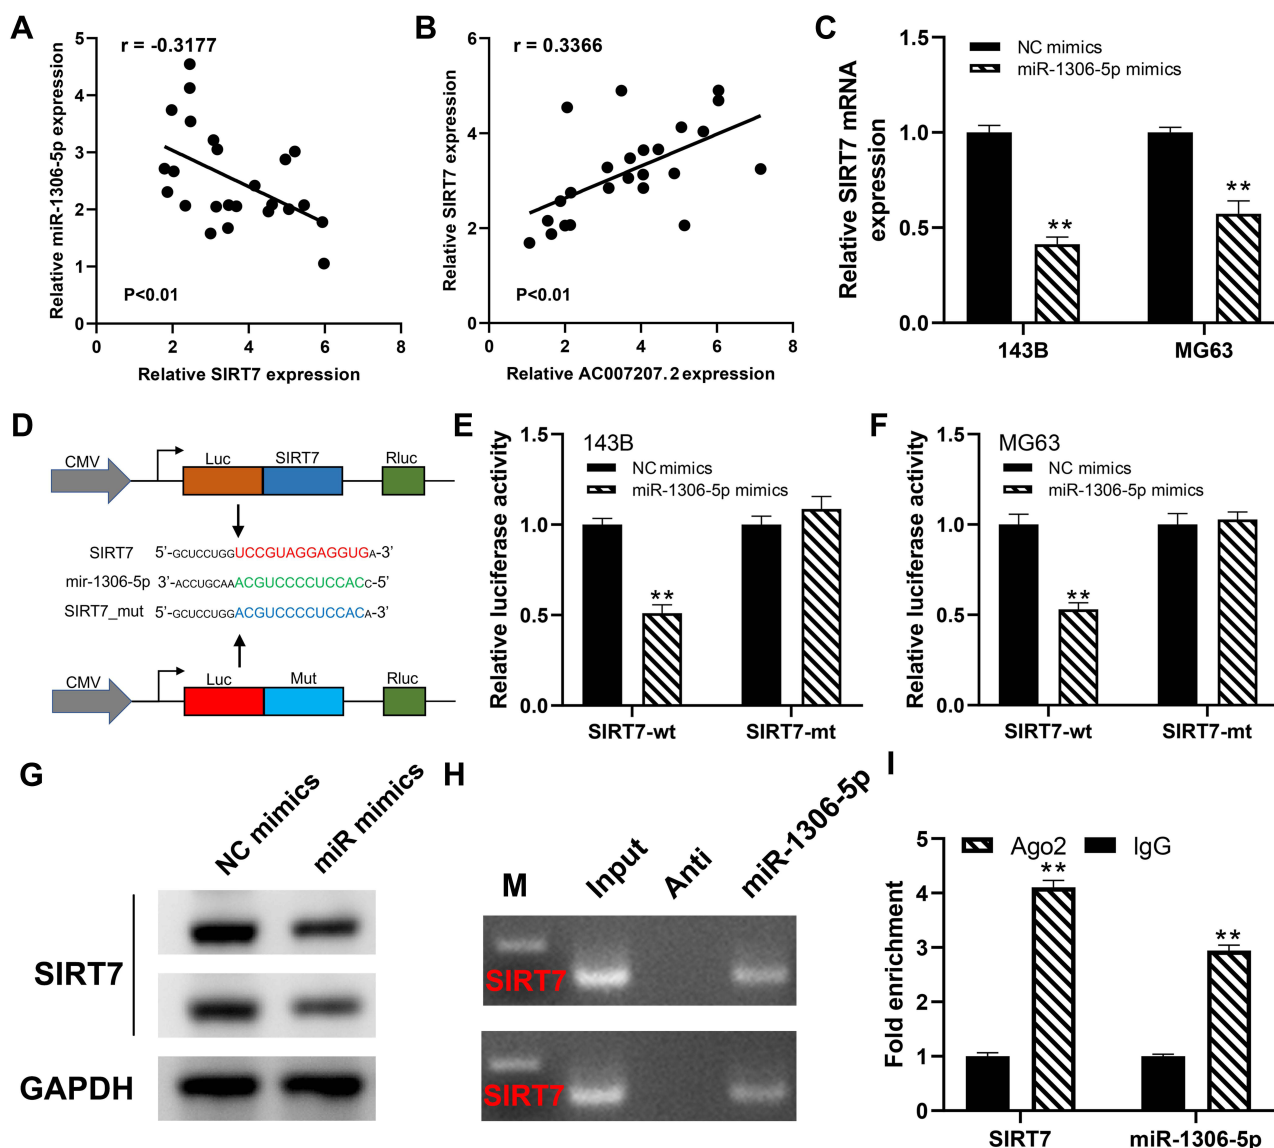 A
r = -0.3177
Relative miR-1306-5p expression
5
4
3
2
1
0
P<0.01
0 2 4 6 8
Relative SIRT7 expression
B
r = 0.3366
Relative SIRT7 expression
6
4
2
0
P<0.01
0 2 4 6 8
Relative AC007207.2 expression
C
NC mimics
miR-1306-5p mimics
Relative SIRT7 mRNA
expression
1.5
1.0
0.5
0.0
**
**
143B MG63
D
CMV Luc SIRT7 Rluc
SIRT7 5'-GCUCCUGGUCCGUAGGAGGUGA-3'
mir-1306-5p 3'-ACCUGCAAACGUCCCCUCCACC-5'
SIRT7_mut 5'-GCUCCUGGACGUCCCCUCCACA-3'
CMV Luc Mut Rluc
E
143B
NC mimics
miR-1306-5p mimics
Relative luciferase activity
1.5
1.0
0.5
0.0
**
SIRT7-wt SIRT7-mt
F
MG63
NC mimics
miR-1306-5p mimics
Relative luciferase activity
1.5
1.0
0.5
0.0
**
SIRT7-wt SIRT7-mt
G
NC mimics miR mimics
SIRT7
GAPDH
H
M Input Anti miR-1306-5p
SIRT7
SIRT7
I
Ago2 IgG
Fold enrichment
5
4
3
2
1
0
**
**
SIRT7 miR-1306-5p